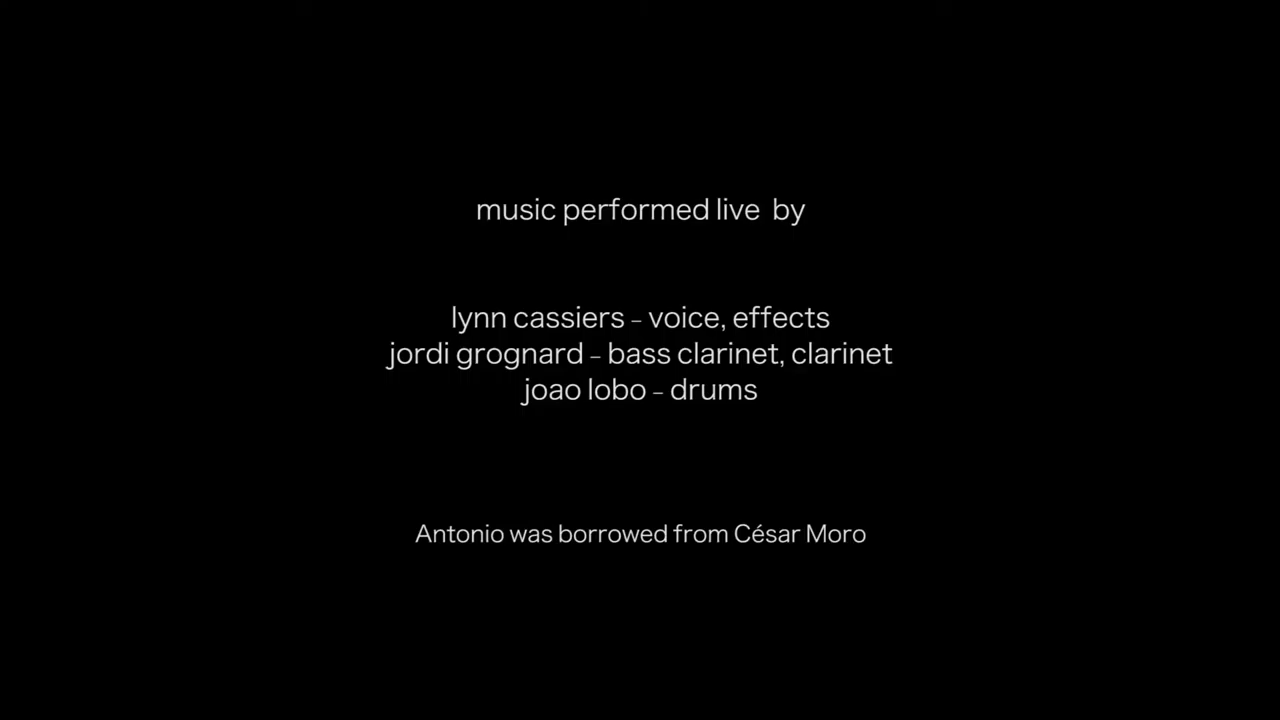 music performed live  by
lynn cassiers – voice, effects
jordi grognard – bass clarinet, clarinet
joao lobo – drums
Antonio was borrowed from César Moro